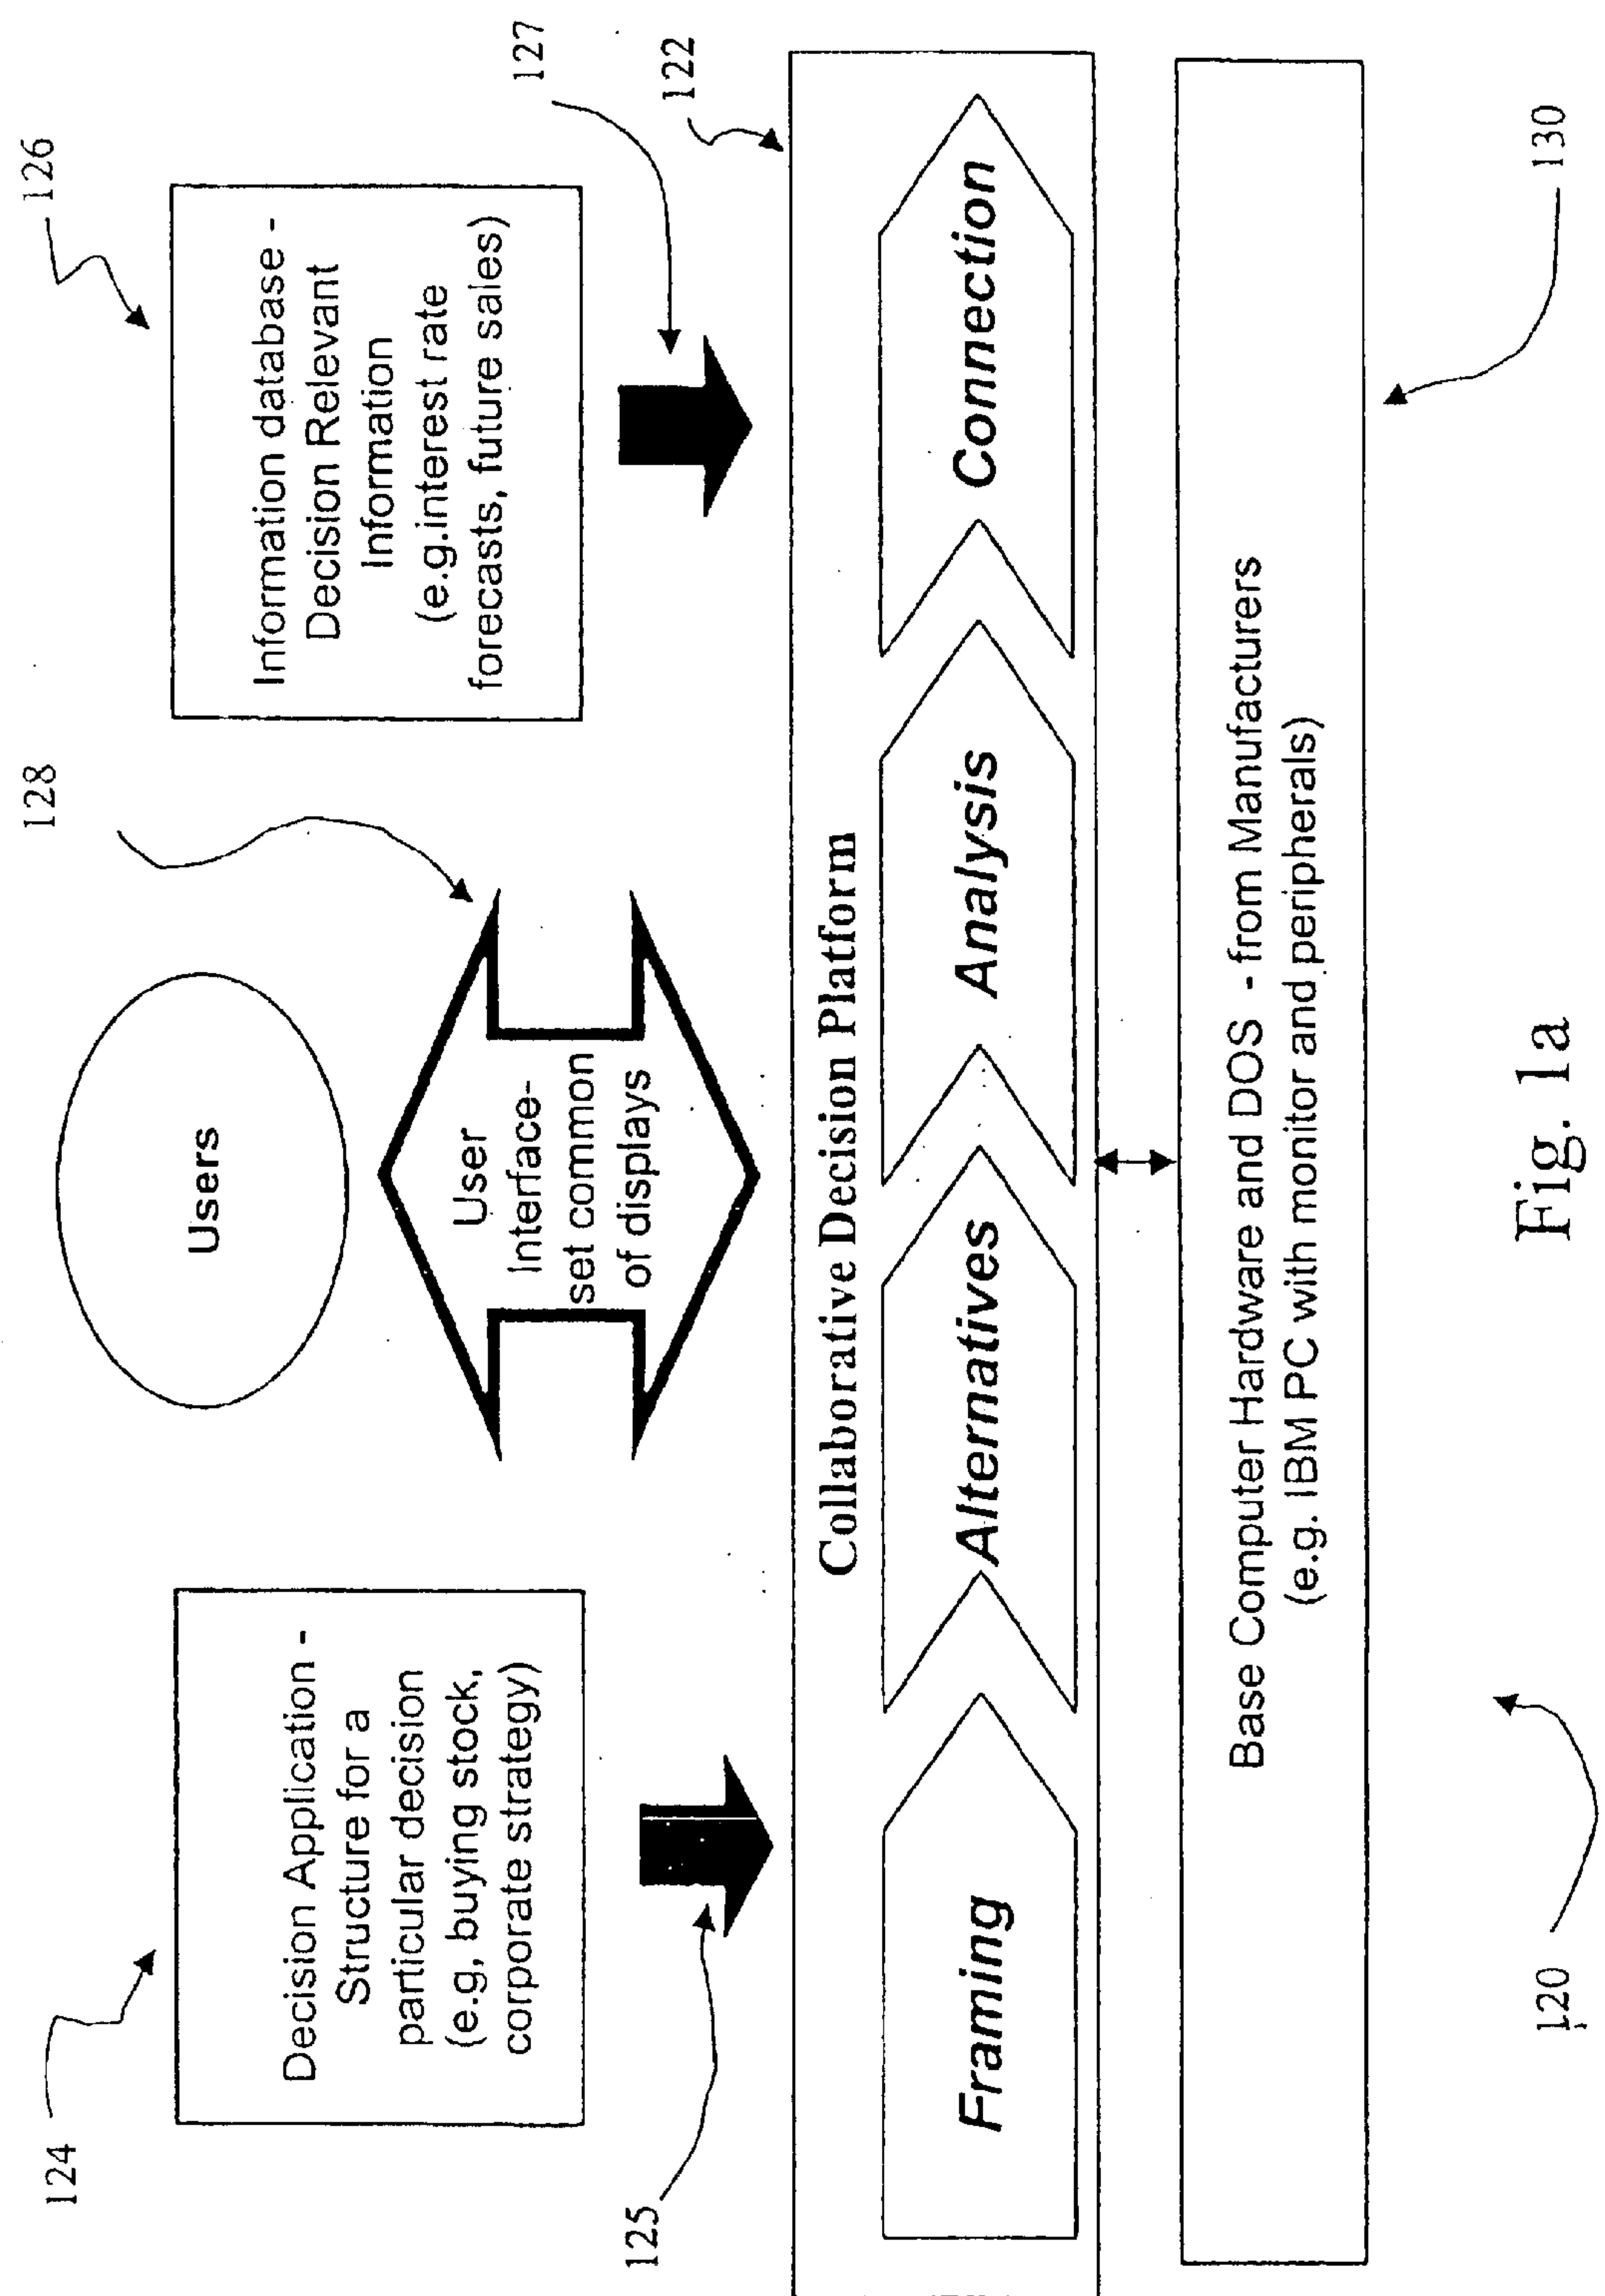 124
128
126
Users
Decision Application -
Structure for a
particular decision
(e.g, buying stock,
corporate strategy)
User
Interface-
set common
of displays
Information database -
Decision Relevant
Information
(e.g.interest rate
forecasts, future sales)
125
127
122
Collaborative Decision Platform
Framing
Alternatives
Analysis
Connection
Base Computer Hardware and DOS - from Manufacturers
(e.g. IBM PC with monitor and peripherals)
120
130
Fig. 1a